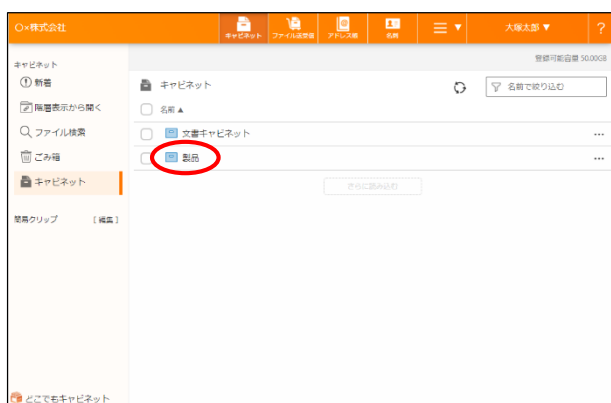 ○×株式会社
キャビネット
ファイル送受信
アドレス帳
名刺
大塚太郎 ▼
?
キャビネット
新着
階層表示から開く
ファイル検索
ごみ箱
キャビネット
簡易クリップ [ 編集 ]
どこでもキャビネット
登録可能容量 50.00GB
キャビネット
名前で絞り込む
名前 ▲
文書キャビネット
製品
さらに読み込む